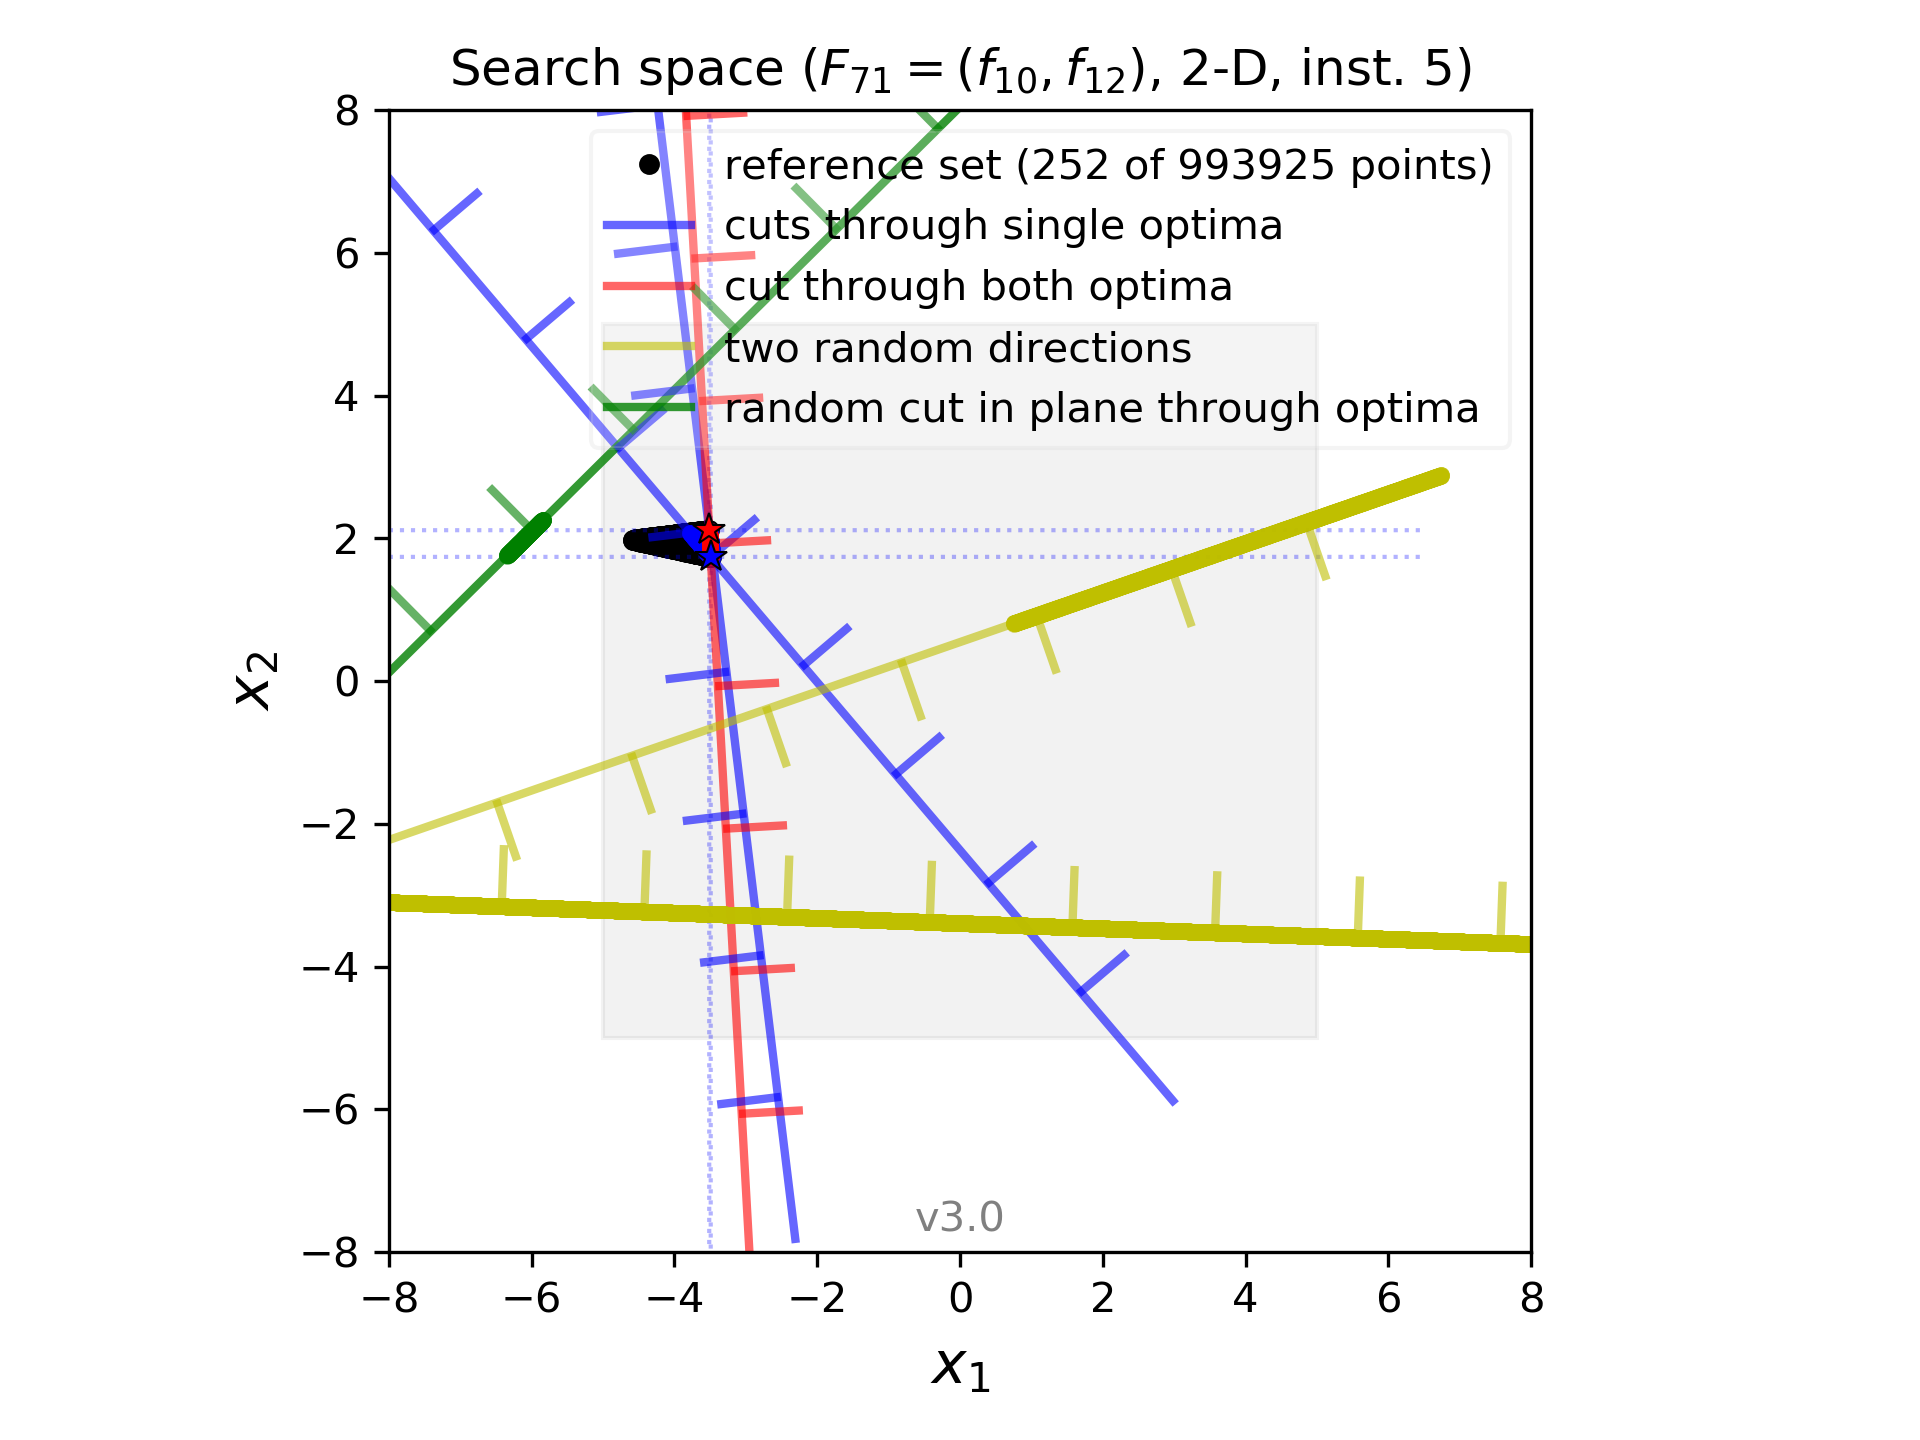 Search space (F71 = (f10, f12), 2-D, inst. 5)
reference set (252 of 993925 points)
cuts through single optima
cut through both optima
two random directions
random cut in plane through optima
8
6
4
2
0
−2
−4
−6
−8
x2
v3.0
−8 −6 −4 −2 0 2 4 6 8
x1